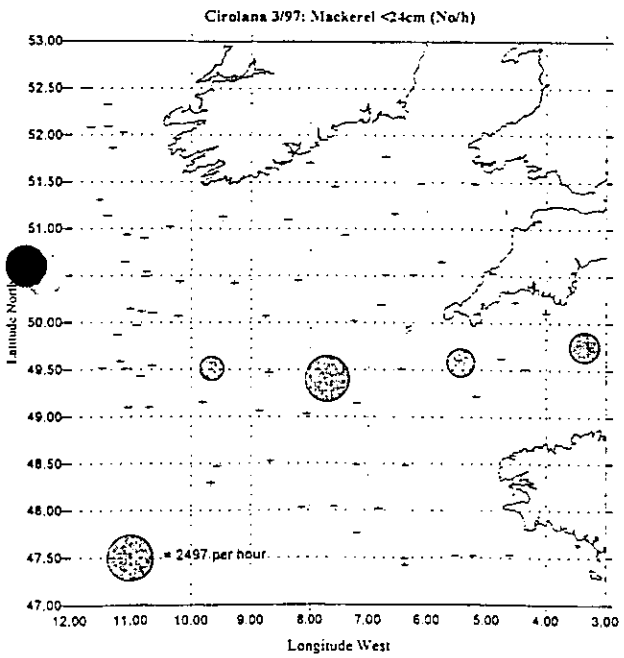 Cirolana 3/97: Mackerel <24cm (No/h)
53.00
52.50
52.00
51.50
51.00
50.50
50.00
49.50
49.00
48.50
48.00
47.50
47.00
Latitude North
= 2497 per hour
12.00 11.00 10.00 9.00 8.00 7.00 6.00 5.00 4.00 3.00
Longitude West